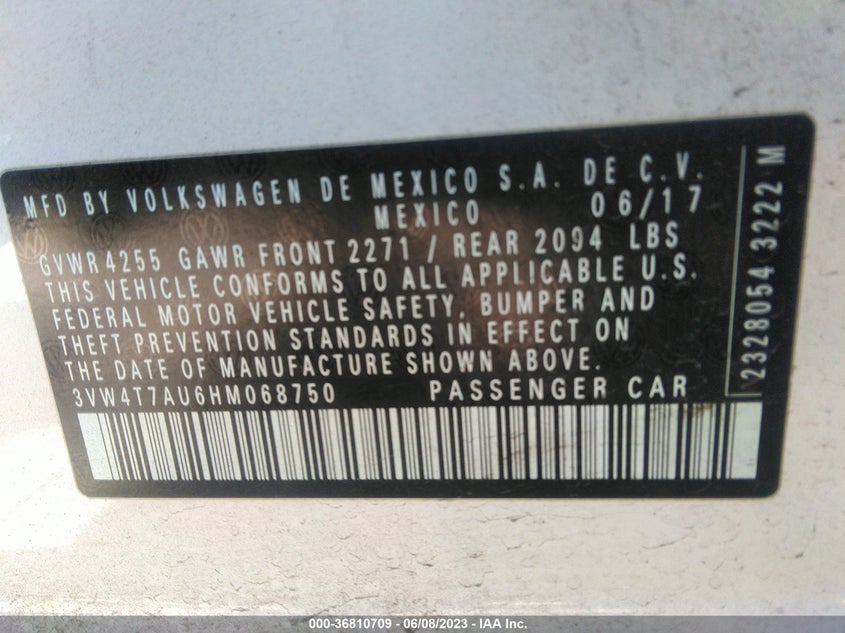 MFD BY VOLKSWAGEN DE MEXICO S.A. DE C.V.
MEXICO 06/17
GVWR 4255 GAWR FRONT 2271 / REAR 2094 LBS
THIS VEHICLE CONFORMS TO ALL APPLICABLE U.S.
FEDERAL MOTOR VEHICLE SAFETY, BUMPER AND
THEFT PREVENTION STANDARDS IN EFFECT ON
THE DATE OF MANUFACTURE SHOWN ABOVE.
3VW4T7AU6HM068750 PASSENGER CAR
2328054 3222 M
000-36810709 - 06/08/2023 - IAA Inc.